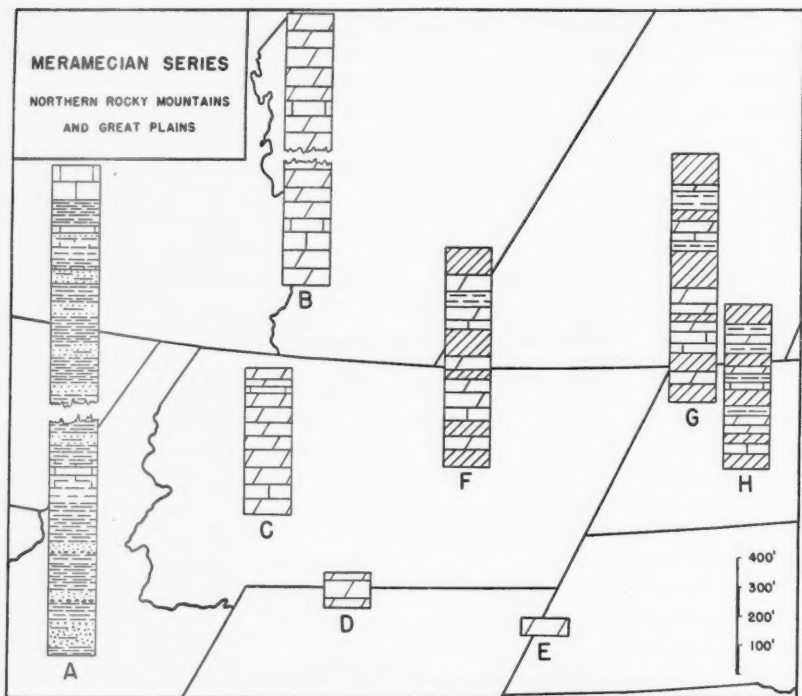 MERAMECIAN SERIES
NORTHERN ROCKY MOUNTAINS
AND GREAT PLAINS
B
F
G
H
C
D
E
A
400'
300'
200'
100'